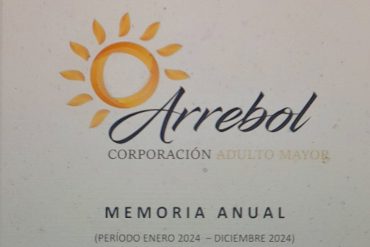 Arrebol
CORPORACIÓN ADULTO MAYOR
MEMORIA ANUAL
(PERÍODO ENERO 2024 – DICIEMBRE 2024)